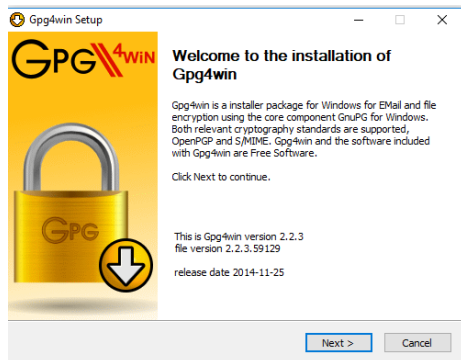 Gpg4win Setup
GPG4WIN
Welcome to the installation of
Gpg4win
Gpg4win is a installer package for Windows for EMail and file
encryption using the core component GnuPG for Windows.
Both relevant cryptography standards are supported,
OpenPGP and S/MIME. Gpg4win and the software included
with Gpg4win are Free Software.
Click Next to continue.
GPG
This is Gpg4win version 2.2.3
file version 2.2.3.59129
release date 2014-11-25
Next >
Cancel